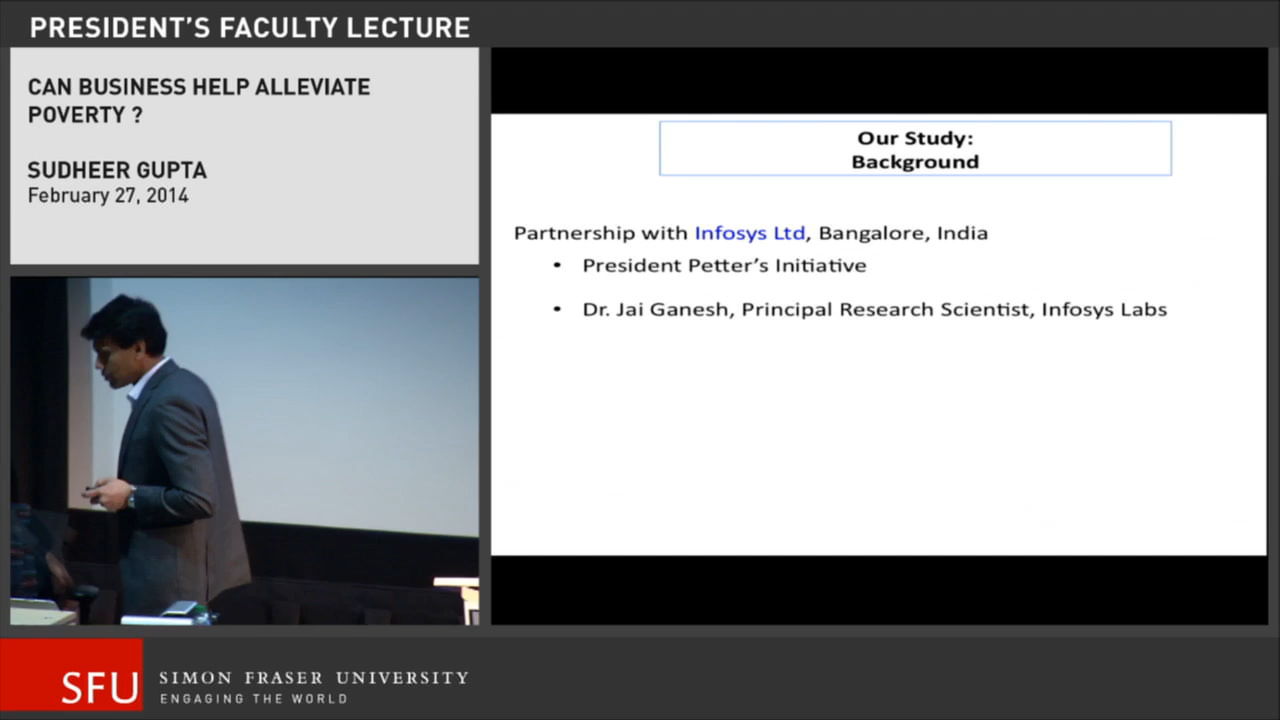 PRESIDENT'S FACULTY LECTURE
CAN BUSINESS HELP ALLEVIATE
POVERTY ?
SUDHEER GUPTA
February 27, 2014
Our Study:
Background
Partnership with Infosys Ltd, Bangalore, India
• President Petter's Initiative
• Dr. Jai Ganesh, Principal Research Scientist, Infosys Labs
SFU
SIMON FRASER UNIVERSITY
ENGAGING THE WORLD